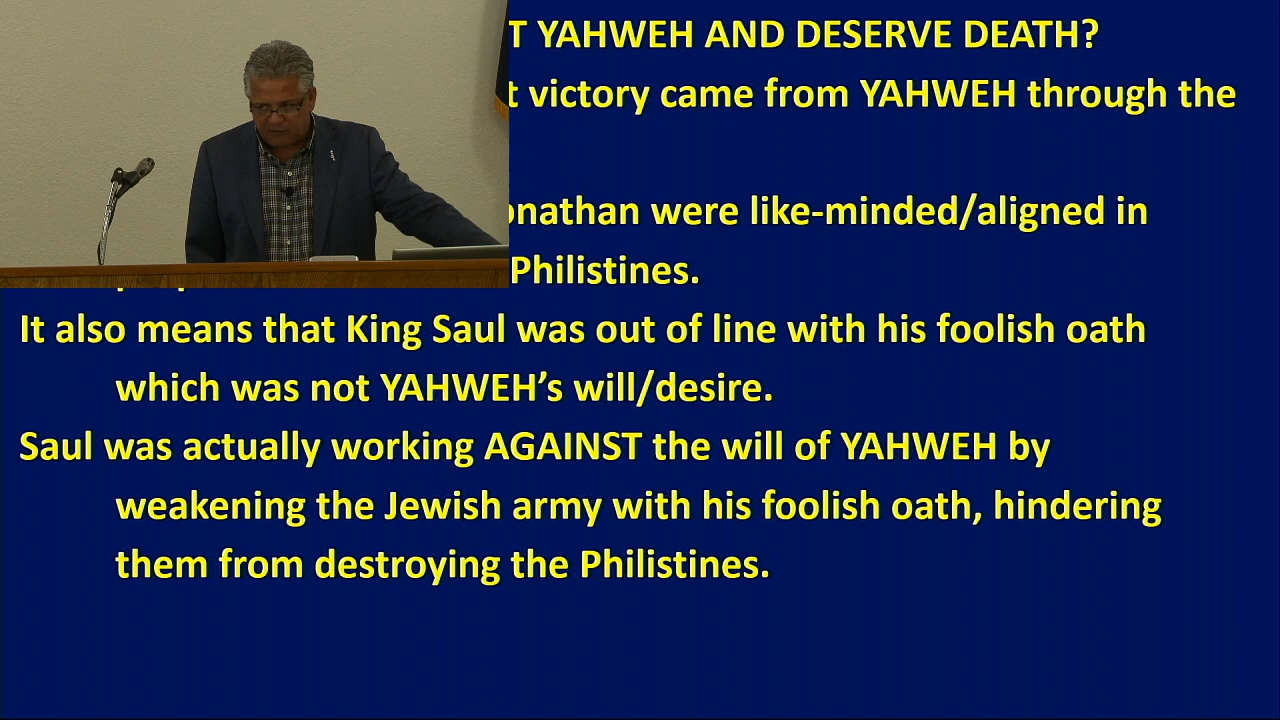 YAHWEH AND DESERVE DEATH?
victory came from YAHWEH through the
were like-minded/aligned in
Philistines.
It also means that King Saul was out of line with his foolish oath
which was not YAHWEH’s will/desire.
Saul was actually working AGAINST the will of YAHWEH by
weakening the Jewish army with his foolish oath, hindering
them from destroying the Philistines.